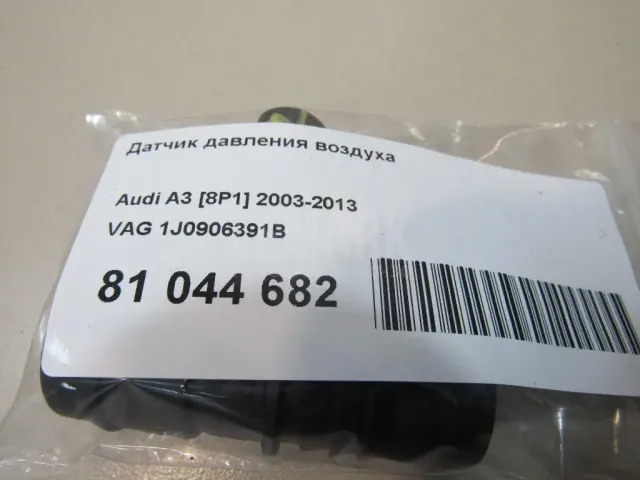 Датчик давления воздуха
Audi A3 [8P1] 2003-2013
VAG 1J0906391B
81 044 682